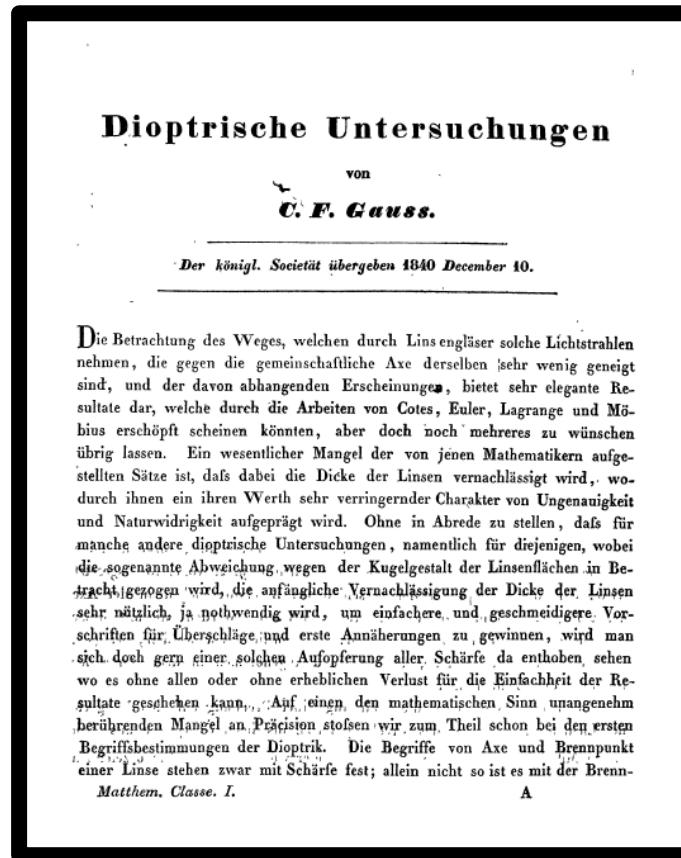 Dioptrische Untersuchungen
von
C. F. Gauss.
Der königl. Societät übergeben 1840 December 10.
Die Betrachtung des Weges, welchen durch Linsengläser solche Lichtstrahlen
nehmen, die gegen die gemeinschaftliche Axe derselben sehr wenig geneigt
sind, und der davon abhangenden Erscheinungen, bietet sehr elegante Re-
sultate dar, welche durch die Arbeiten von Cotes, Euler, Lagrange und Mö-
bius erschöpft scheinen könnten, aber doch noch mehreres zu wünschen
übrig lassen. Ein wesentlicher Mangel der von jenen Mathematikern aufge-
stellten Sätze ist, daſs dabei die Dicke der Linsen vernachlässigt wird, wo-
durch ihnen ein ihren Werth sehr verringernder Charakter von Ungenauigkeit
und Naturwidrigkeit aufgeprägt wird. Ohne in Abrede zu stellen, daſs für
manche andere dioptrische Untersuchungen, namentlich für diejenigen, wobei
die sogenannte Abweichung wegen der Kugelgestalt der Linsenflächen in Be-
tracht gezogen wird, die anfängliche Vernachlässigung der Dicke der Linsen
sehr nützlich, ja nothwendig wird, um einfachere und geschmeidigere Vor-
schriften für Überschläge und erste Annäherungen zu gewinnen, wird man
sich doch gern einer solchen Aufopferung aller Schärfe da enthoben sehen
wo es ohne allen oder ohne erheblichen Verlust für die Einfachheit der Re-
sultate geschehen kann. Auf einen den mathematischen Sinn unangenehm
berührenden Mangel an Präcision stoſsen wir zum Theil schon bei den ersten
Begriffsbestimmungen der Dioptrik. Die Begriffe von Axe und Brennpunkt
einer Linse stehen zwar mit Schärfe fest; allein nicht so ist es mit der Brenn-
Matthem. Classe. I. A